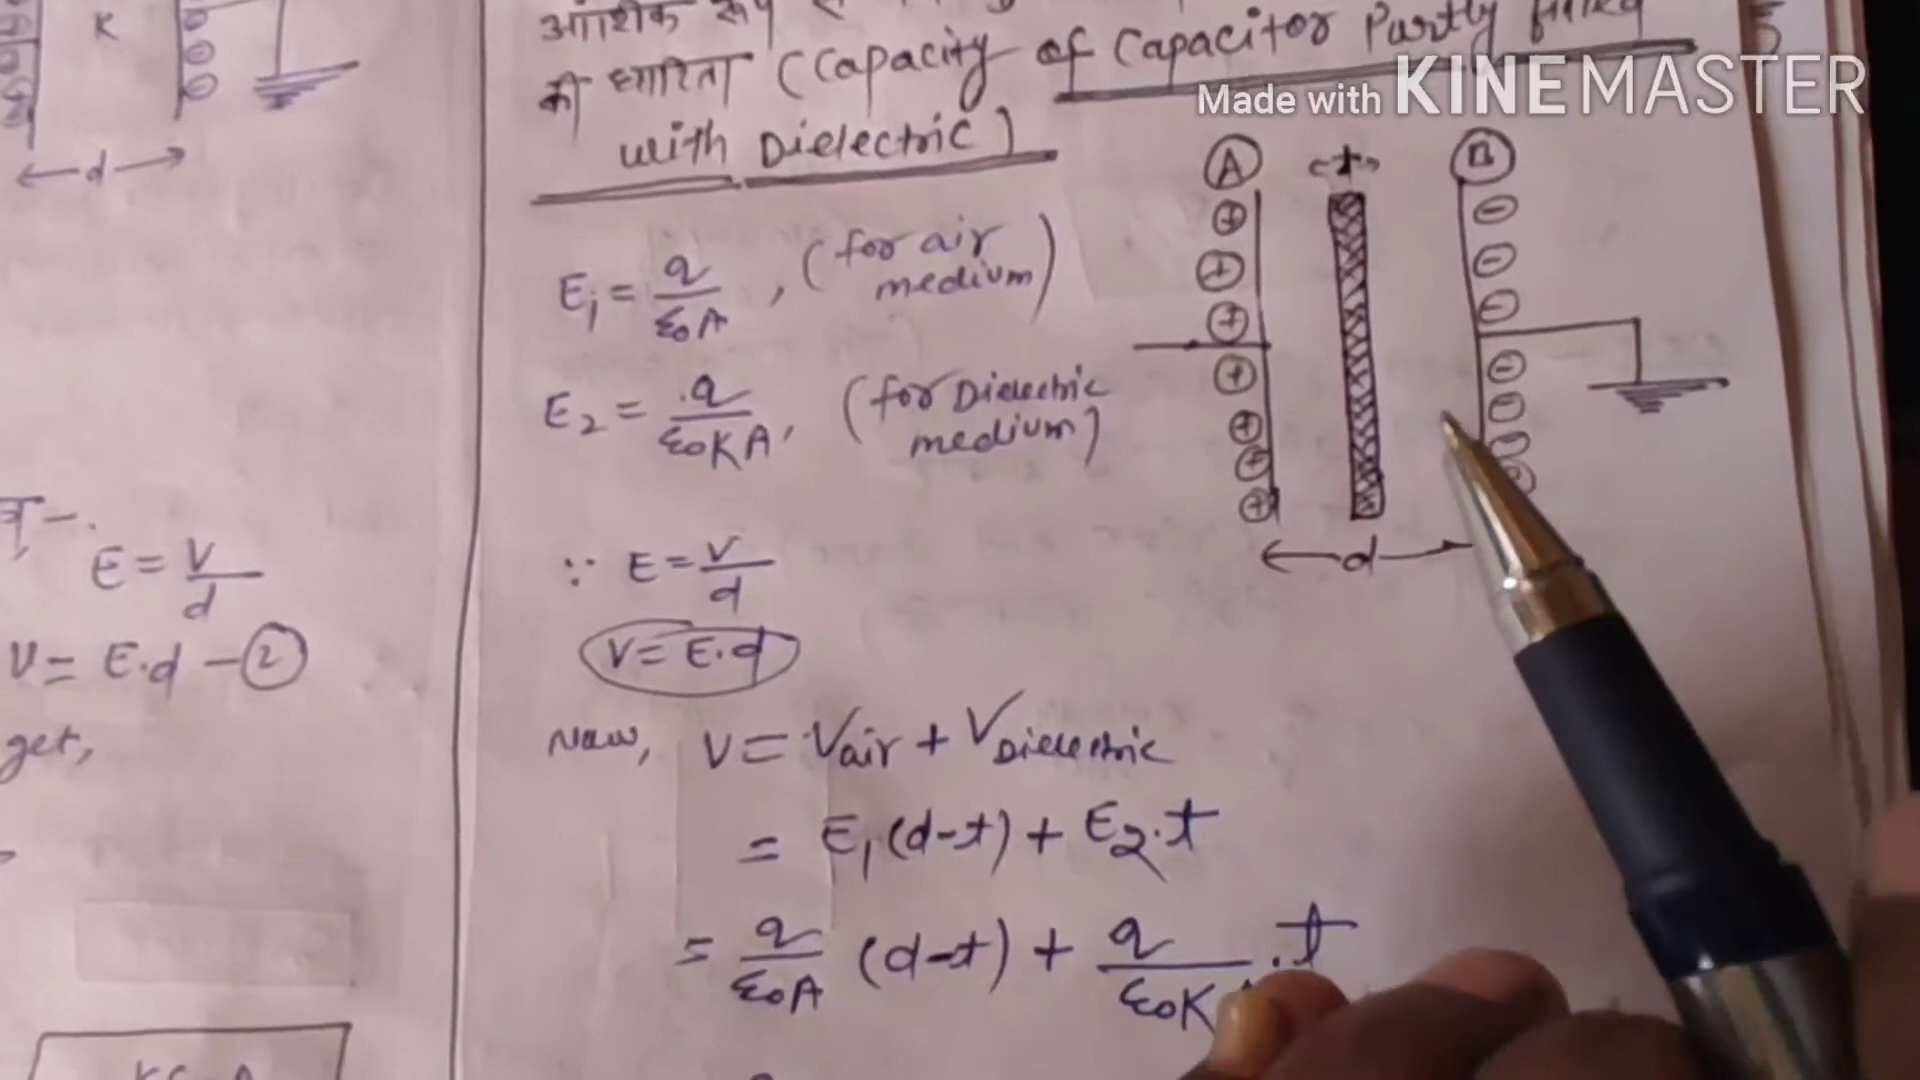 K
← d →
E = V/d
V = E.d - ②
get,
आंशिक रूप
की धारिता (Capacity of Capacitor Partly filled
with Dielectric)
Made with KINEMASTER
A t B
E₁ = q/ε₀A , (for air medium)
E₂ = q/ε₀KA, (for Dielectric medium)
← d →
∵ E = V/d
V = E.d
Now, V = Vair + VDielectric
= E₁(d-t) + E₂.t
= q/ε₀A (d-t) + q/ε₀K .t